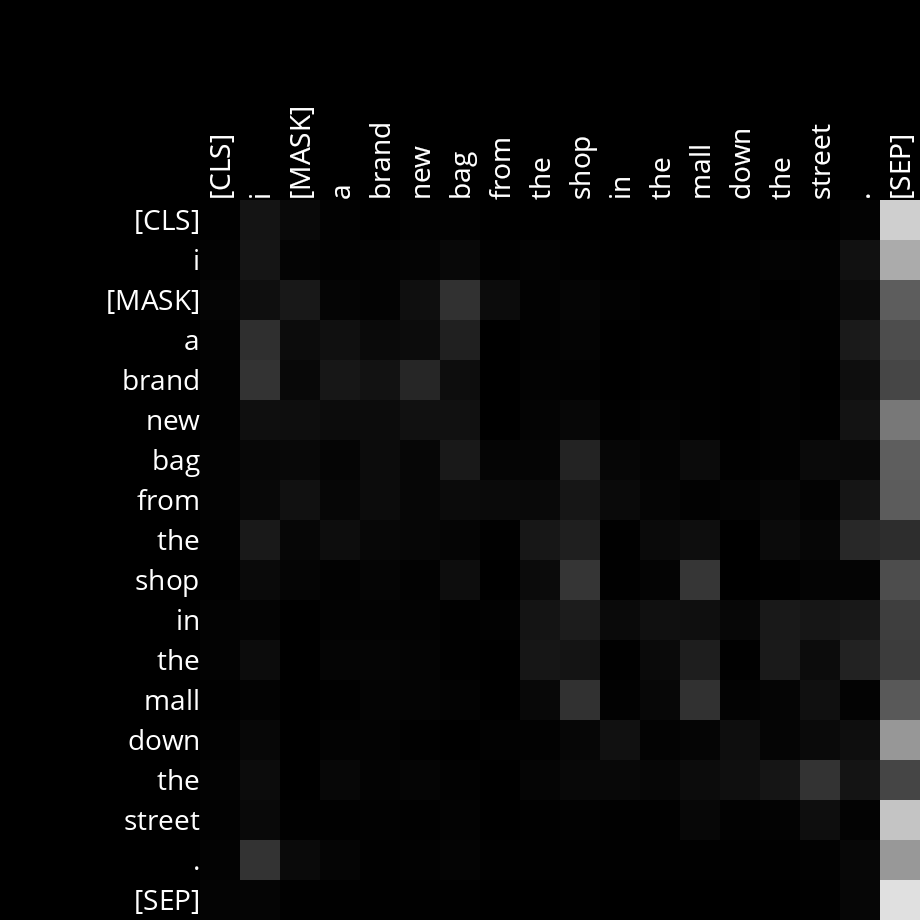 [CLS] i [MASK] a brand new bag from the shop in the mall down the street . [SEP]
[CLS]
i
[MASK]
a
brand
new
bag
from
the
shop
in
the
mall
down
the
street
.
[SEP]